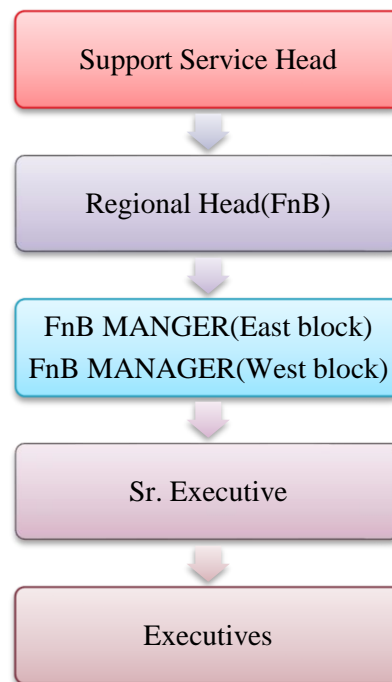 Support Service Head
Regional Head(FnB)
FnB MANGER(East block)
FnB MANAGER(West block)
Sr. Executive
Executives